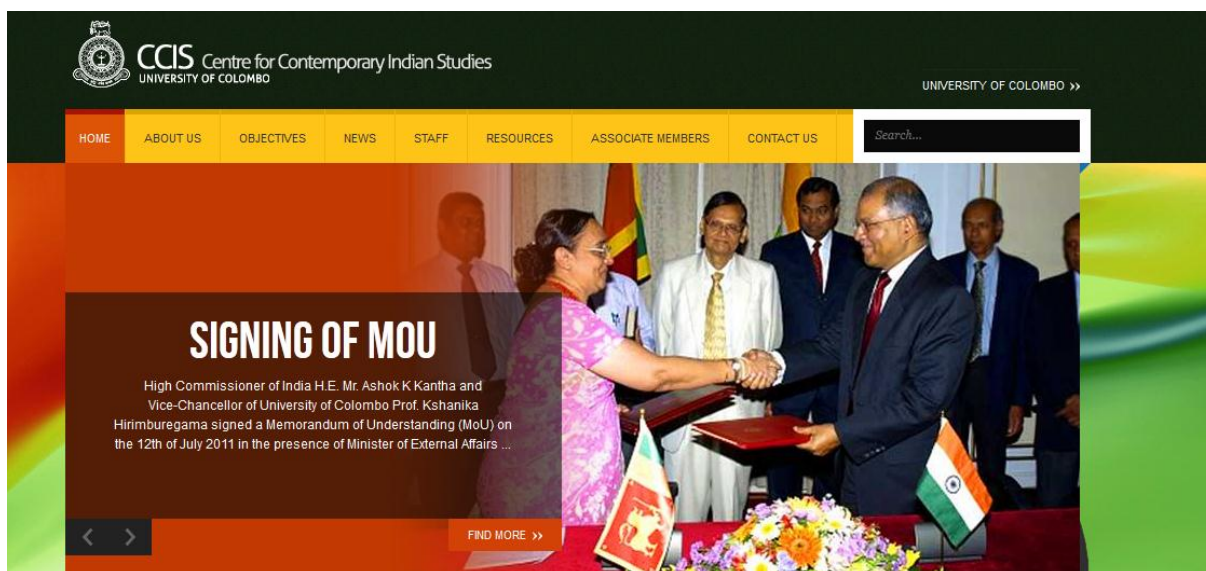 CCIS Centre for Contemporary Indian Studies
UNIVERSITY OF COLOMBO
UNIVERSITY OF COLOMBO »
HOME ABOUT US OBJECTIVES NEWS STAFF RESOURCES ASSOCIATE MEMBERS CONTACT US Search...
SIGNING OF MOU
High Commissioner of India H.E. Mr. Ashok K Kantha and
Vice-Chancellor of University of Colombo Prof. Kshanika
Hirimburegama signed a Memorandum of Understanding (MoU) on
the 12th of July 2011 in the presence of Minister of External Affairs ...
FIND MORE »